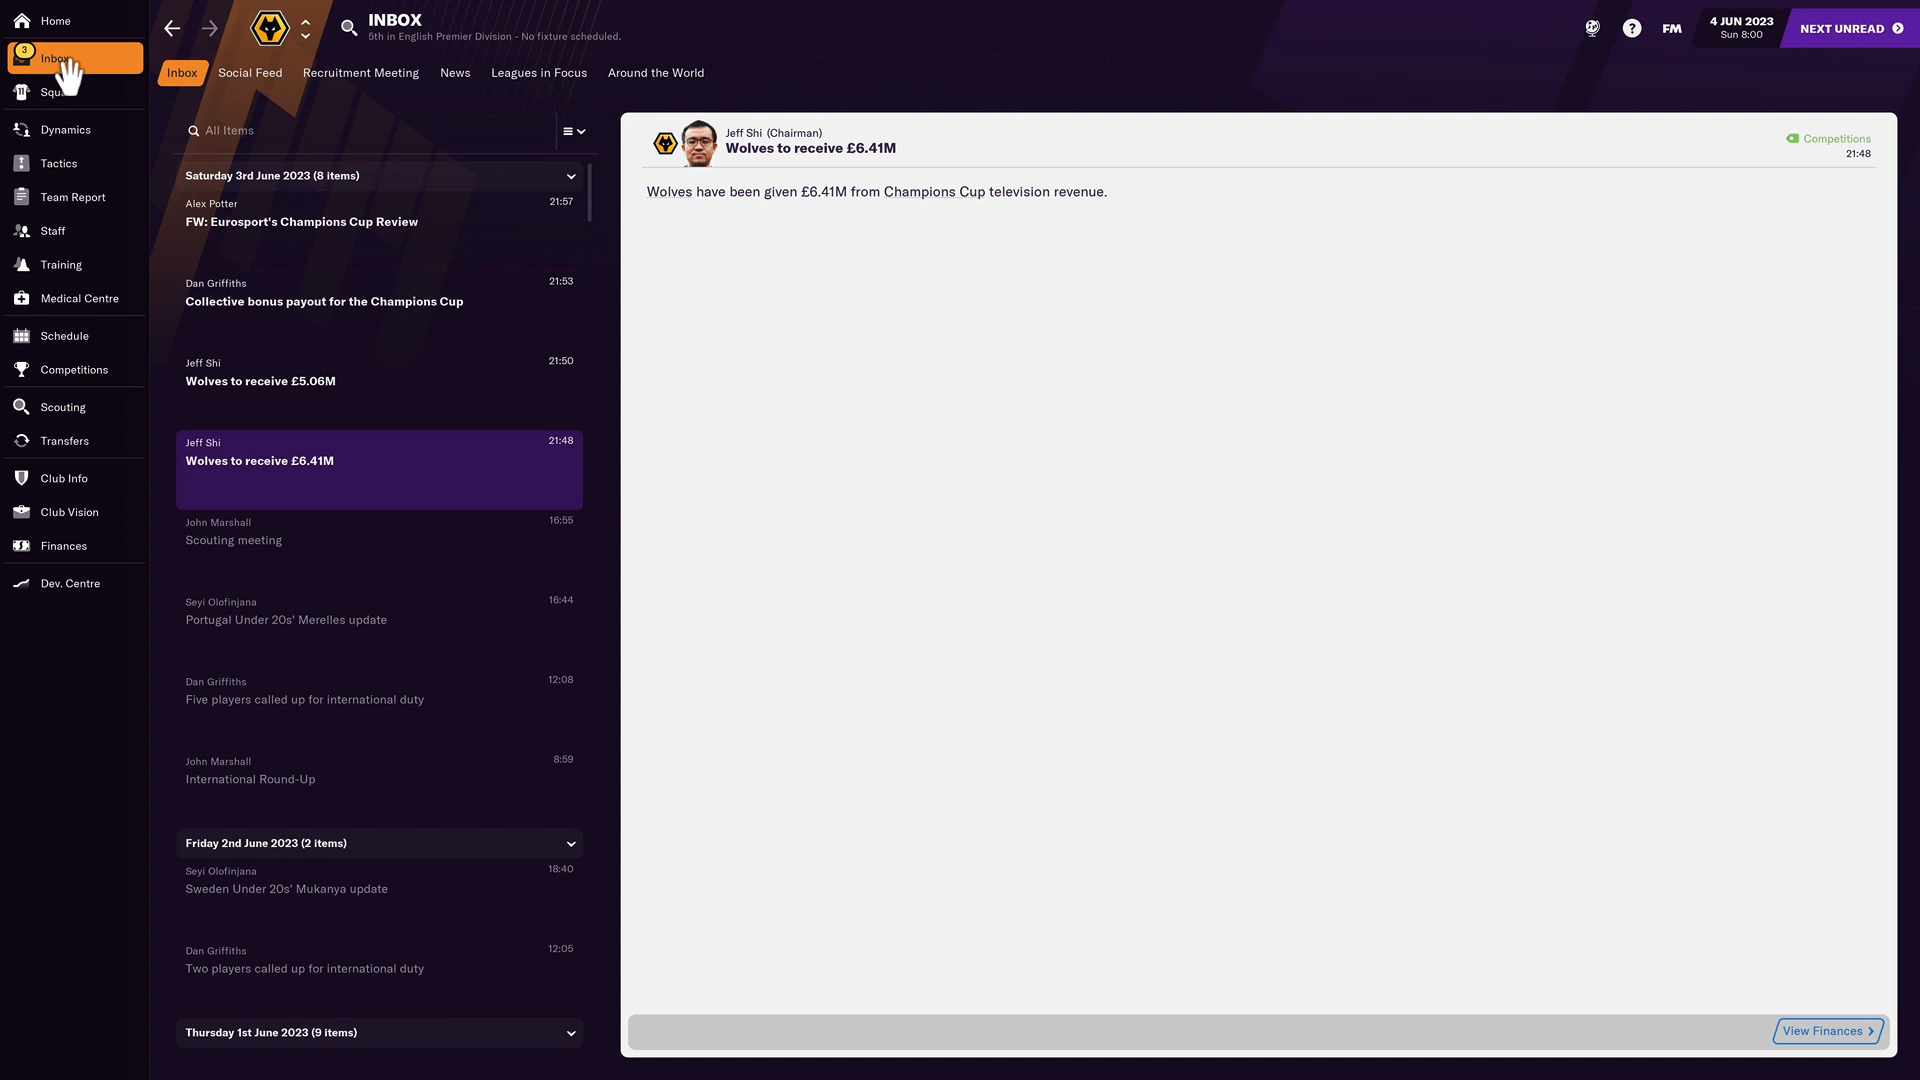 Home
3
Inbox
Squa
Dynamics
Tactics
Team Report
Staff
Training
Medical Centre
Schedule
Competitions
Scouting
Transfers
Club Info
Club Vision
Finances
Dev. Centre
INBOX
5th in English Premier Division - No fixture scheduled.
FM
4 JUN 2023
Sun 8:00
NEXT UNREAD
Inbox
Social Feed
Recruitment Meeting
News
Leagues in Focus
Around the World
All Items
Saturday 3rd June 2023 (8 items)
Alex Potter 21:57
FW: Eurosport's Champions Cup Review
Dan Griffiths 21:53
Collective bonus payout for the Champions Cup
Jeff Shi 21:50
Wolves to receive £5.06M
Jeff Shi 21:48
Wolves to receive £6.41M
John Marshall 16:55
Scouting meeting
Seyi Olofinjana 16:44
Portugal Under 20s' Merelles update
Dan Griffiths 12:08
Five players called up for international duty
John Marshall 8:59
International Round-Up
Friday 2nd June 2023 (2 items)
Seyi Olofinjana 18:40
Sweden Under 20s' Mukanya update
Dan Griffiths 12:05
Two players called up for international duty
Thursday 1st June 2023 (9 items)
Jeff Shi (Chairman)
Wolves to receive £6.41M
Competitions
21:48
Wolves have been given £6.41M from Champions Cup television revenue.
View Finances